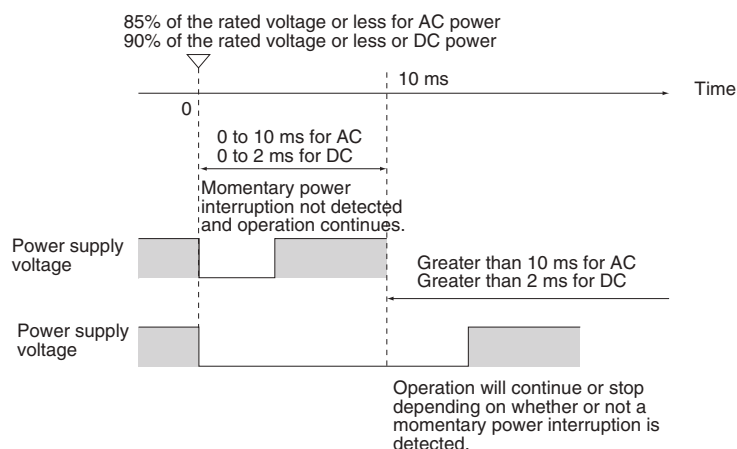 85% of the rated voltage or less for AC power
90% of the rated voltage or less or DC power
10 ms
Time
0
0 to 10 ms for AC
0 to 2 ms for DC
Momentary power
interruption not detected
and operation continues.
Power supply
voltage
Greater than 10 ms for AC
Greater than 2 ms for DC
Power supply
voltage
Operation will continue or stop
depending on whether or not a
momentary power interruption is
detected.